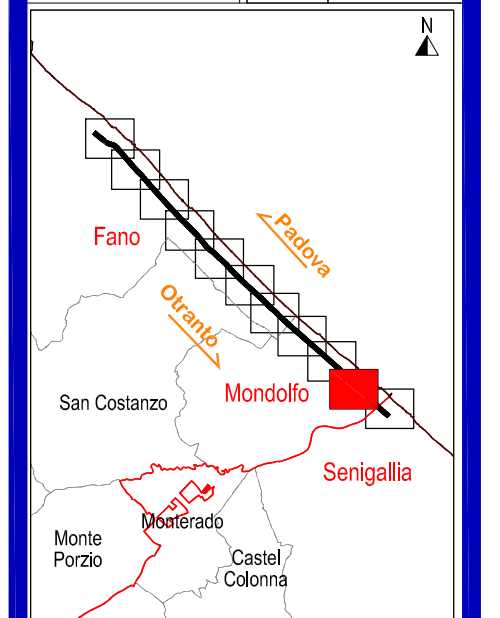 N
Padova
Fano
Otranto
Mondolfo
San Costanzo
Senigallia
Monterado
Monte
Porzio
Castel
Colonna